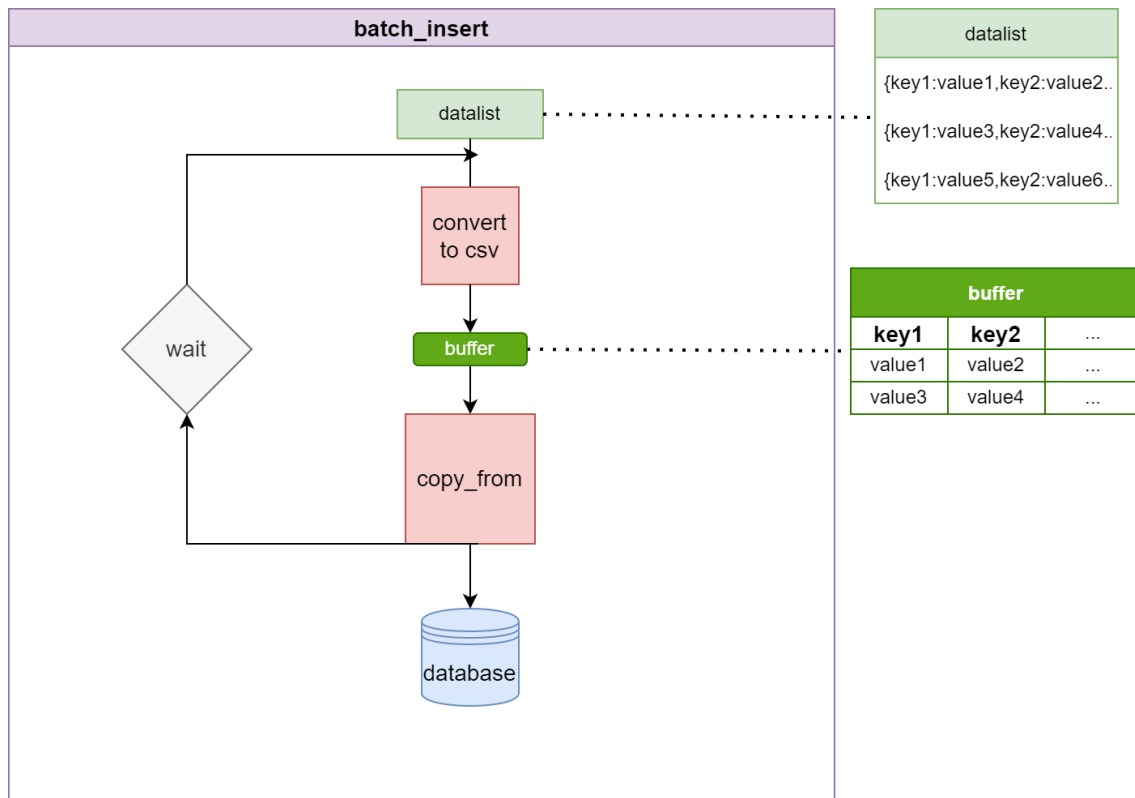 batch_insert
datalist
convert
to csv
buffer
wait
copy_from
database
datalist
{key1:value1,key2:value2..
{key1:value3,key2:value4..
{key1:value5,key2:value6..
buffer
key1 key2 ...
value1 value2 ...
value3 value4 ...